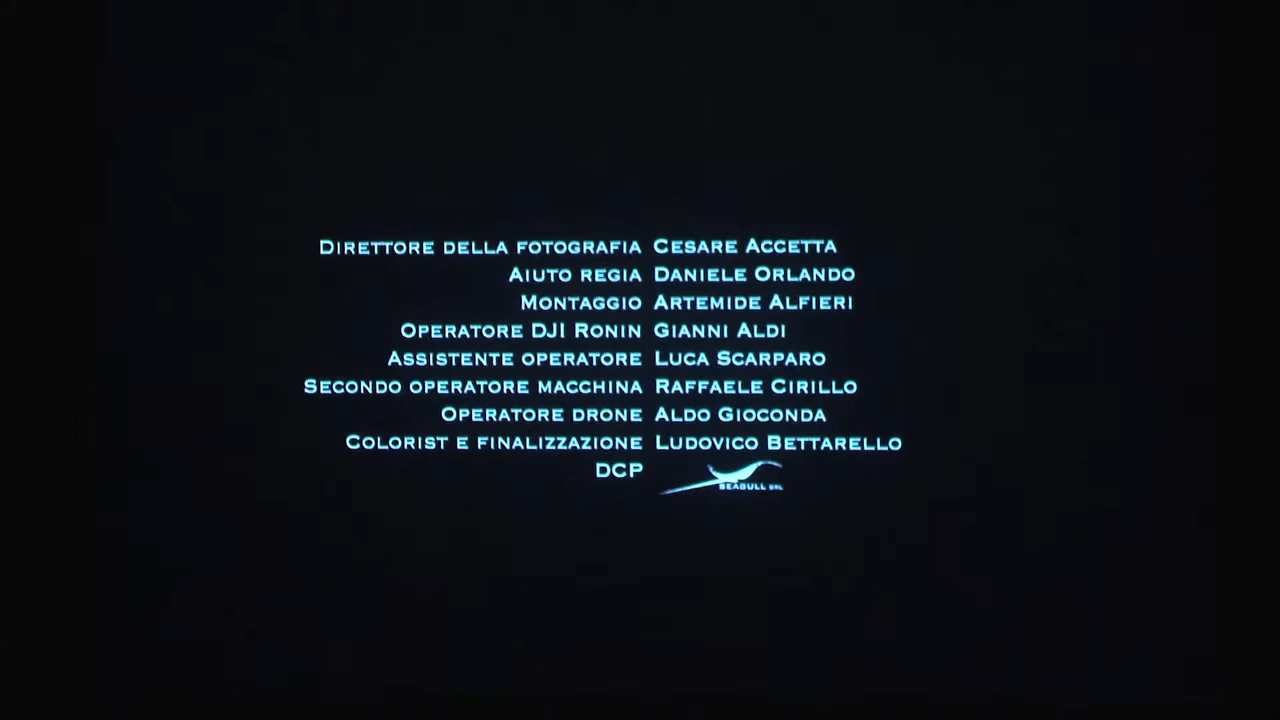 Direttore della fotografia Cesare Accetta
Aiuto regia Daniele Orlando
Montaggio Artemide Alfieri
Operatore DJI Ronin Gianni Aldi
Assistente operatore Luca Scarparo
Secondo operatore macchina Raffaele Cirillo
Operatore drone Aldo Gioconda
Colorist e finalizzazione Ludovico Bettarello
DCP
SEAGULL SRL